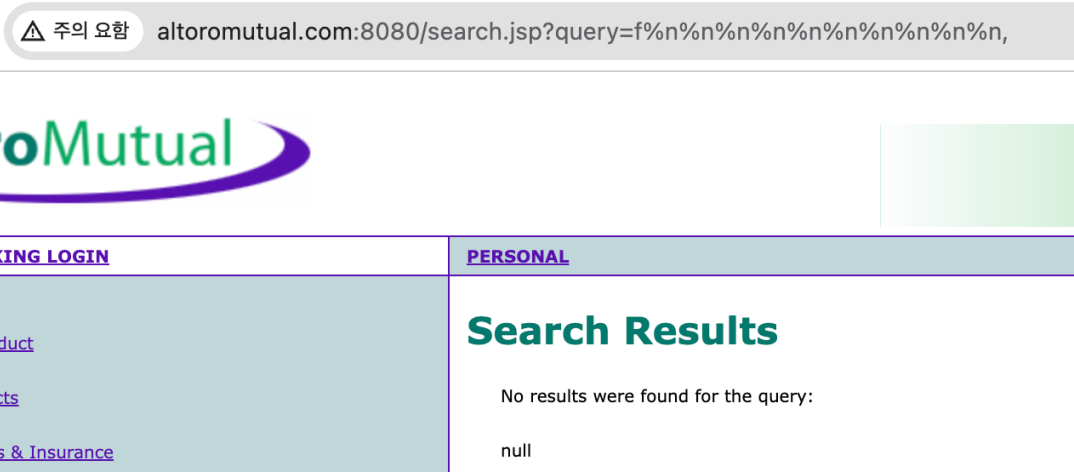 주의 요함 altoromutual.com:8080/search.jsp?query=f%n%n%n%n%n%n%n%n%n%n,
oMutual
KING LOGIN
PERSONAL
duct
cts
s & Insurance
Search Results
No results were found for the query:
null